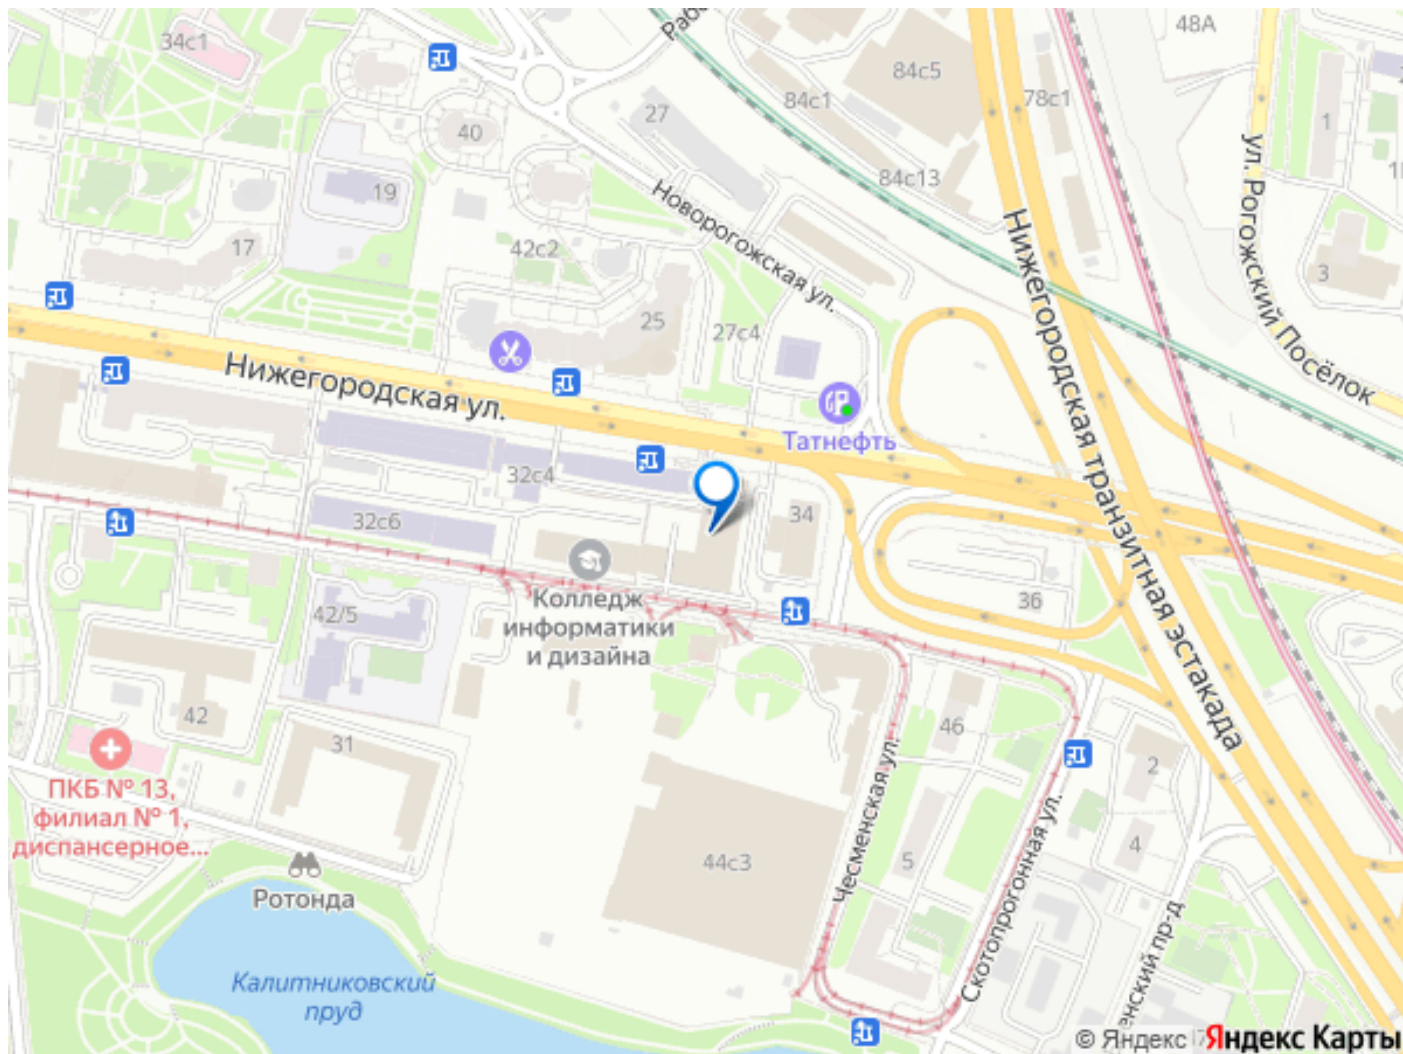 34с1
Раб
48А
84с5
84с1
78с1
27
1
40
84с13
19
ул. Рогожский Посёлок
Новорогожская ул.
17
42с2
3
25
27с4
Нижегородская ул.
Нижегородская транзитная эстакада
Татнефть
32с4
32с6
34
Колледж
информатики
и дизайна
36
42/5
42
31
46
2
ПКБ № 13,
филиал № 1,
диспансерное...
Чесменская ул.
Скотопрогонная ул.
4
5
44с3
Ротонда
Калитниковский
пруд
енский пр-д
© Яндекс
Яндекс Карты